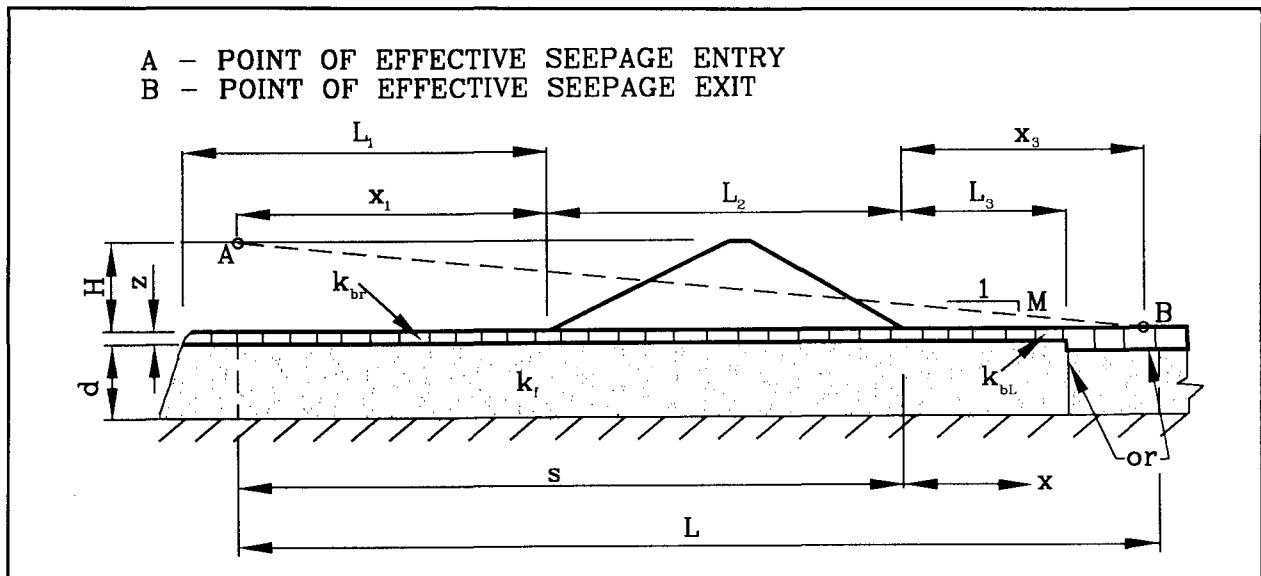 A – POINT OF EFFECTIVE SEEPAGE ENTRY
B – POINT OF EFFECTIVE SEEPAGE EXIT
L₁
x₃
x₁
L₂
L₃
A
H
z
k_br
1
M
B
d
k_f
k_bL
or
s
x
L